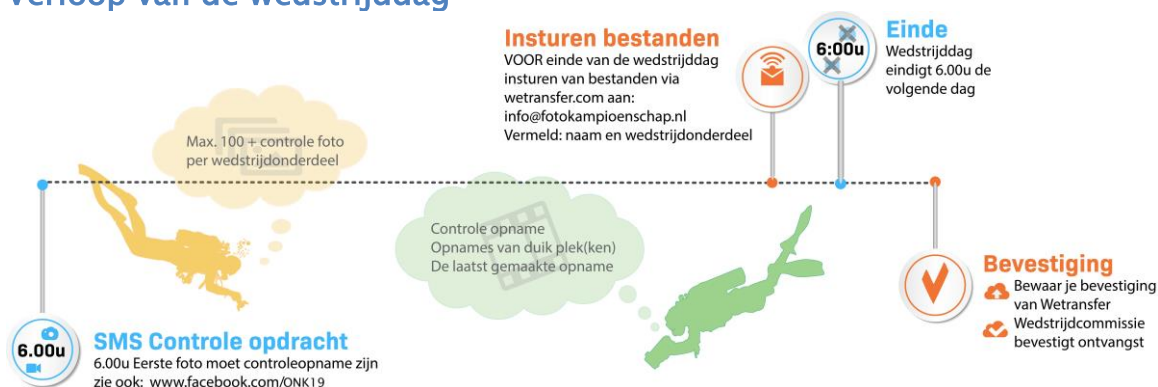 Verloop van de wedstrijddag
Insturen bestanden
VOOR einde van de wedstrijddag
insturen van bestanden via
wetransfer.com aan:
info@fotokampioenschap.nl
Vermeld: naam en wedstrijdonderdeel
6:00u
Einde
Wedstrijddag
eindigt 6.00u de
volgende dag
Max. 100 + controle foto
per wedstrijdonderdeel
Controle opname
Opnames van duik plek(ken)
De laatst gemaakte opname
Bevestiging
Bewaar je bevestiging
van Wetransfer
Wedstrijdcommissie
bevestigt ontvangst
6.00u
SMS Controle opdracht
6.00u Eerste foto moet controleopname zijn
zie ook: www.facebook.com/ONK19